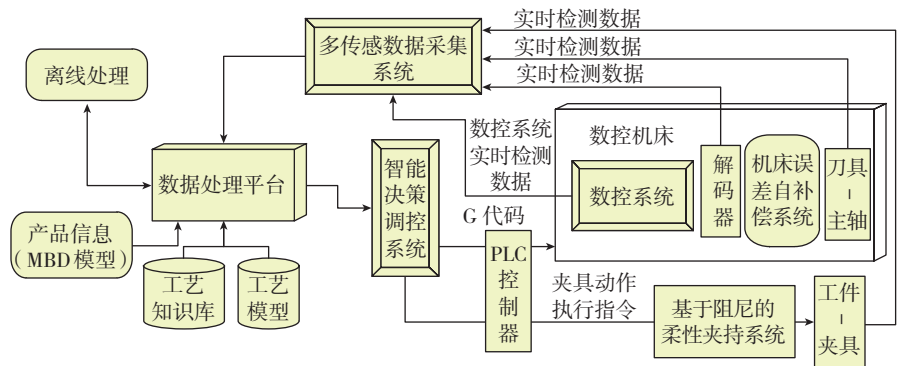 实时检测数据
实时检测数据
实时检测数据
多传感数据采集
系统
离线处理
数控系统
实时检测
数据
数控机床
数控系统
解
码
器
机床误
差自补
偿系统
刀具
-
主轴
数据处理平台
智能
决策
调控
系统
G 代码
产品信息
(MBD 模型)
工艺
知识库
工艺
模型
PLC
控
制
器
夹具动作
执行指令
基于阻尼的
柔性夹持系统
工件
-
夹具